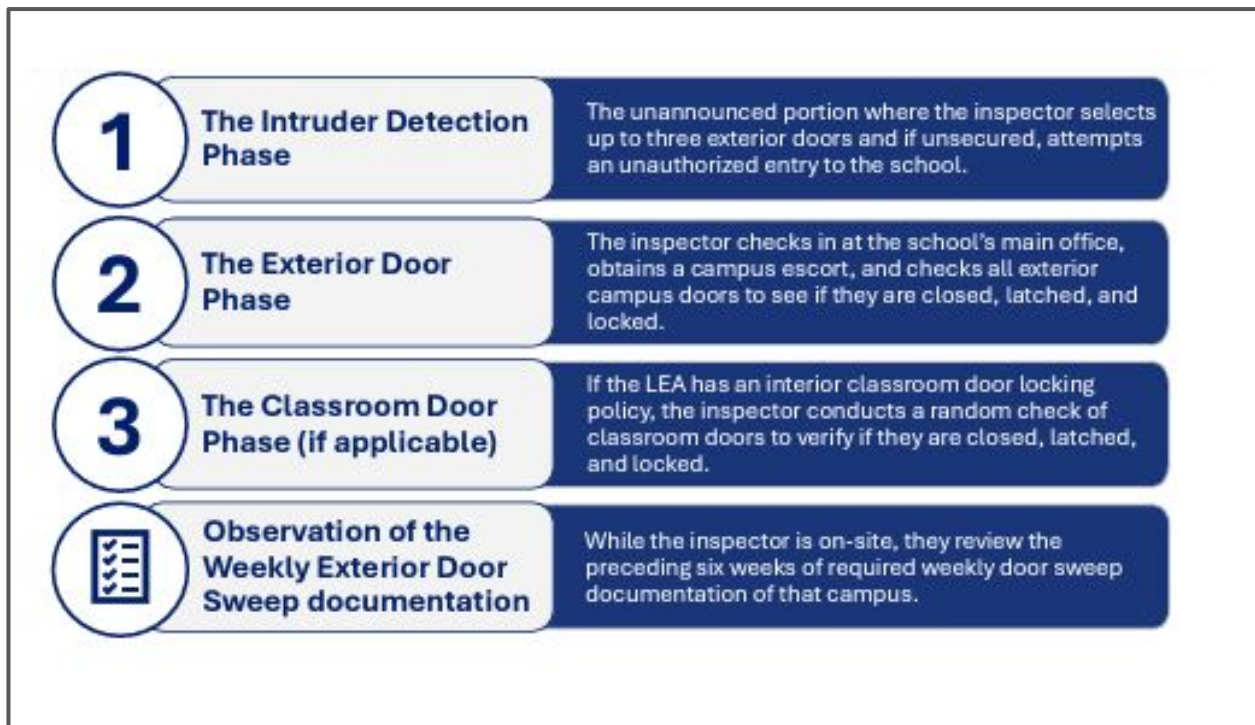 1
The Intruder Detection
Phase
The unannounced portion where the inspector selects
up to three exterior doors and if unsecured, attempts
an unauthorized entry to the school.
2
The Exterior Door
Phase
The inspector checks in at the school's main office,
obtains a campus escort, and checks all exterior
campus doors to see if they are closed, latched, and
locked.
3
The Classroom Door
Phase (if applicable)
If the LEA has an interior classroom door locking
policy, the inspector conducts a random check of
classroom doors to verify if they are closed, latched,
and locked.
Observation of the
Weekly Exterior Door
Sweep documentation
While the inspector is on-site, they review the
preceding six weeks of required weekly door sweep
documentation of that campus.